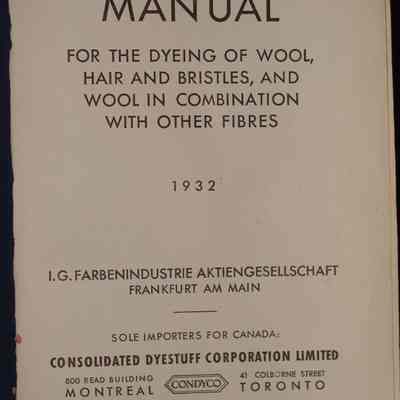 MANUAL
FOR THE DYEING OF WOOL,
HAIR AND BRISTLES, AND
WOOL IN COMBINATION
WITH OTHER FIBRES
1932
I.G. FARBENINDUSTRIE AKTIENGESELLSCHAFT
FRANKFURT AM MAIN
SOLE IMPORTERS FOR CANADA:
CONSOLIDATED DYESTUFF CORPORATION LIMITED
800 READ BUILDING
MONTREAL
CONDYCO
41 COLBORNE STREET
TORONTO